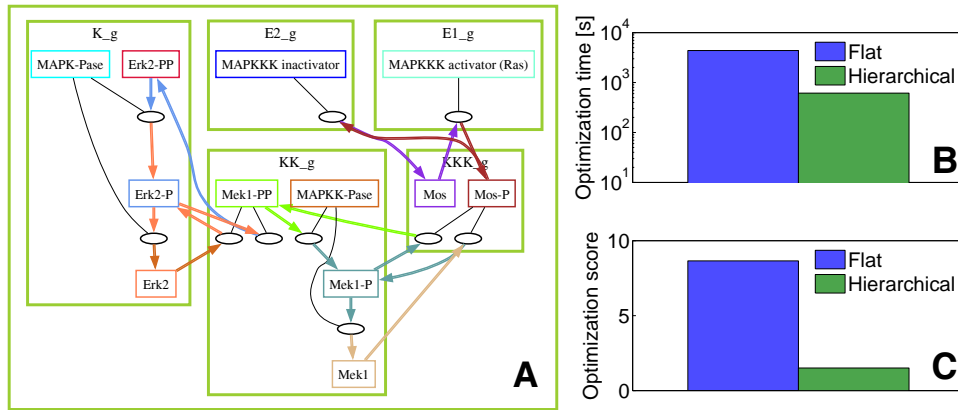 K_g
E2_g
E1_g
MAPK-Pase
Erk2-PP
MAPKKK inactivator
MAPKKK activator (Ras)
KK_g
KKK_g
Erk2-P
Mek1-PP
MAPKK-Pase
Mos
Mos-P
Erk2
Mek1-P
Mek1
A
Optimization time [s]
10^4
10^3
10^2
10^1
Flat
Hierarchical
B
Optimization score
10
5
0
Flat
Hierarchical
C